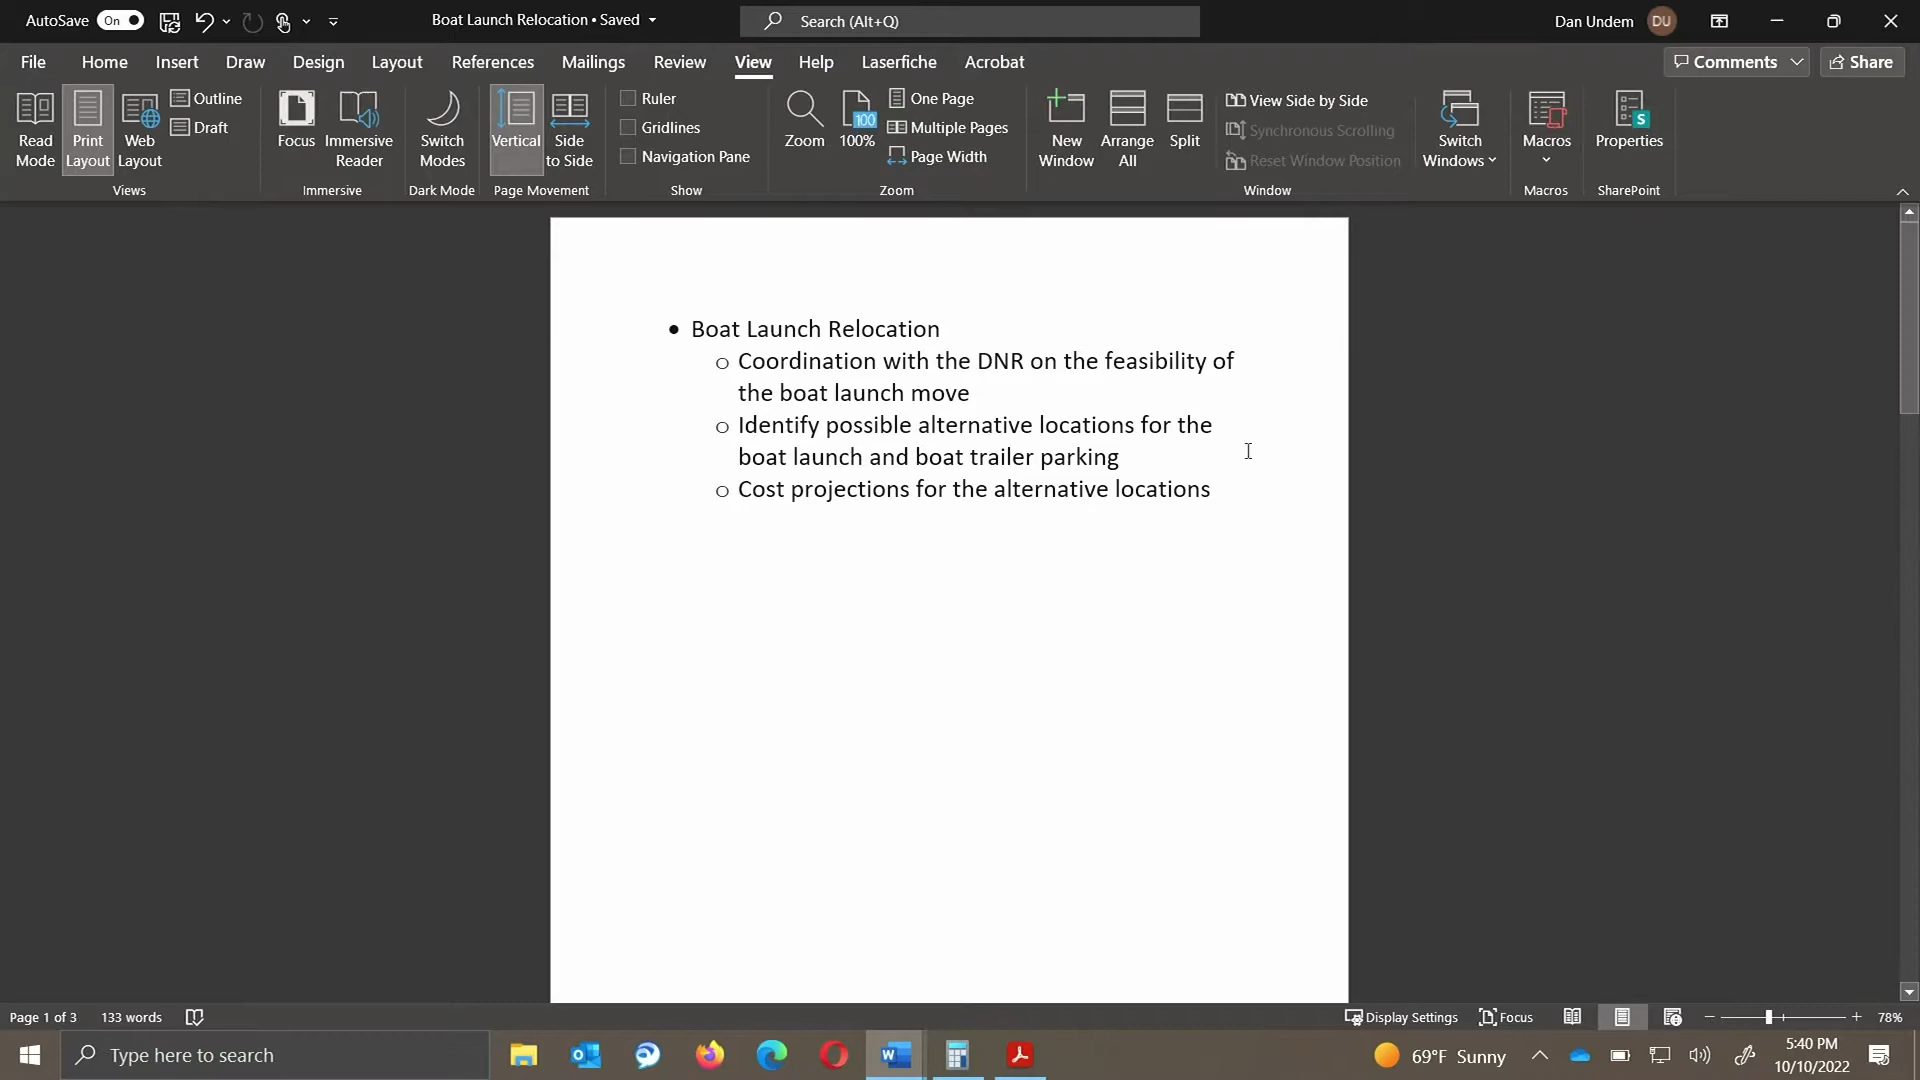 AutoSave On Boat Launch Relocation • Saved Search (Alt+Q) Dan Undem DU
File Home Insert Draw Design Layout References Mailings Review View Help Laserfiche Acrobat Comments Share
Read Mode
Print Layout
Web Layout
Outline
Draft
Views
Focus
Immersive Reader
Immersive
Switch Modes
Dark Mode
Vertical
Side to Side
Page Movement
Ruler
Gridlines
Navigation Pane
Show
Zoom
100
100%
One Page
Multiple Pages
Page Width
Zoom
New Window
Arrange All
Split
View Side by Side
Synchronous Scrolling
Reset Window Position
Window
Switch Windows
Macros
Macros
S
Properties
SharePoint
• Boat Launch Relocation
o Coordination with the DNR on the feasibility of
the boat launch move
o Identify possible alternative locations for the
boat launch and boat trailer parking
o Cost projections for the alternative locations
Page 1 of 3 133 words Display Settings Focus 78%
Type here to search 69°F Sunny 5:40 PM
10/10/2022